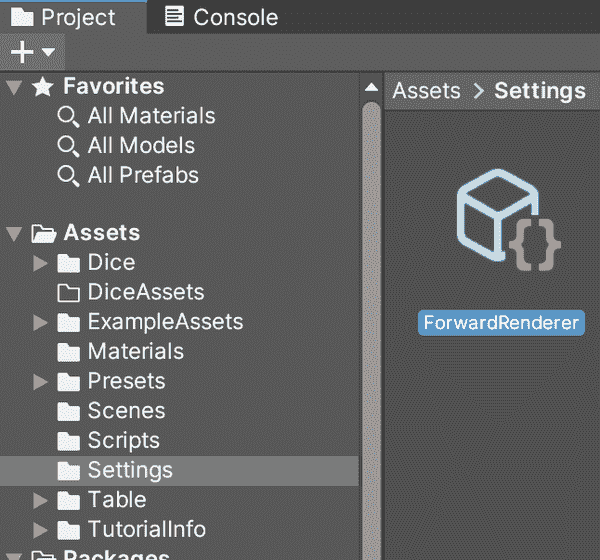 Project
Console
Favorites
All Materials
All Models
All Prefabs
Assets
Dice
DiceAssets
ExampleAssets
Materials
Presets
Scenes
Scripts
Settings
Table
TutorialInfo
Packages
Assets > Settings
{}
ForwardRenderer